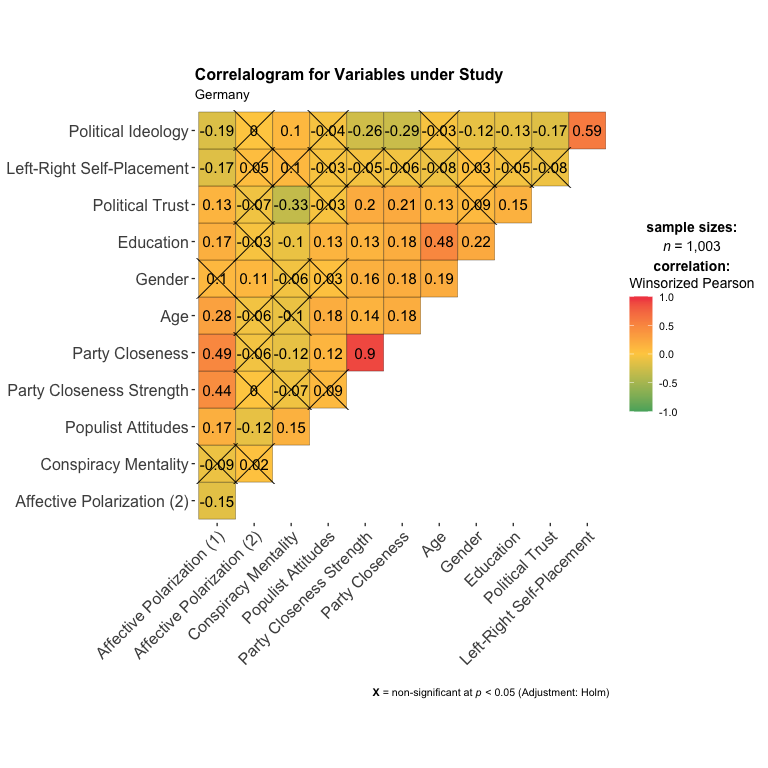 Correlalogram for Variables under Study
Germany
Political Ideology -0.19 0 0.1 -0.04 -0.26 -0.29 -0.03 -0.12 -0.13 -0.17 0.59
Left-Right Self-Placement -0.17 0.05 0.1 -0.03 -0.05 -0.06 -0.08 0.03 -0.05 -0.08
Political Trust 0.13 -0.07 -0.33 -0.03 0.2 0.21 0.13 0.09 0.15
Education 0.17 -0.03 -0.1 0.13 0.13 0.18 0.48 0.22
Gender 0.1 0.11 -0.06 0.03 0.16 0.18 0.19
Age 0.28 -0.06 -0.1 0.18 0.14 0.18
Party Closeness 0.49 -0.06 -0.12 0.12 0.9
Party Closeness Strength 0.44 0 -0.07 0.09
Populist Attitudes 0.17 -0.12 0.15
Conspiracy Mentality -0.09 0.02
Affective Polarization (2) -0.15
Affective Polarization (1)
Affective Polarization (2)
Conspiracy Mentality
Populist Attitudes
Party Closeness Strength
Party Closeness
Age
Gender
Education
Political Trust
Left-Right Self-Placement
sample sizes:
n = 1,003
correlation:
Winsorized Pearson
1.0
0.5
0.0
-0.5
-1.0
X = non-significant at p < 0.05 (Adjustment: Holm)